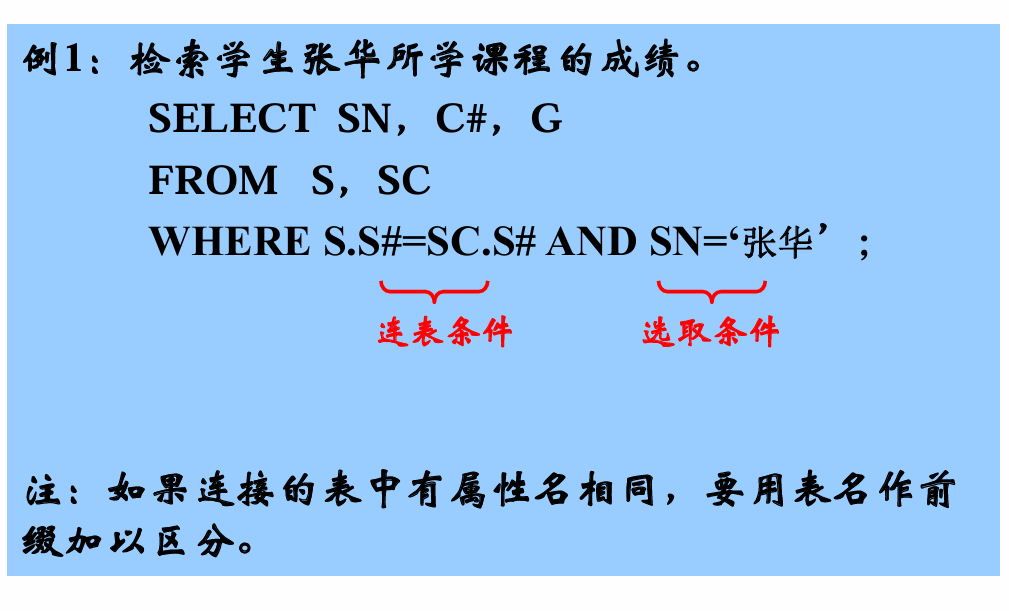 例1：检索学生张华所学课程的成绩。
SELECT SN，C#，G
FROM S，SC
WHERE S.S#=SC.S# AND SN=‘张华’；
连表条件 选取条件
注：如果连接的表中有属性名相同，要用表名作前
缀加以区分。